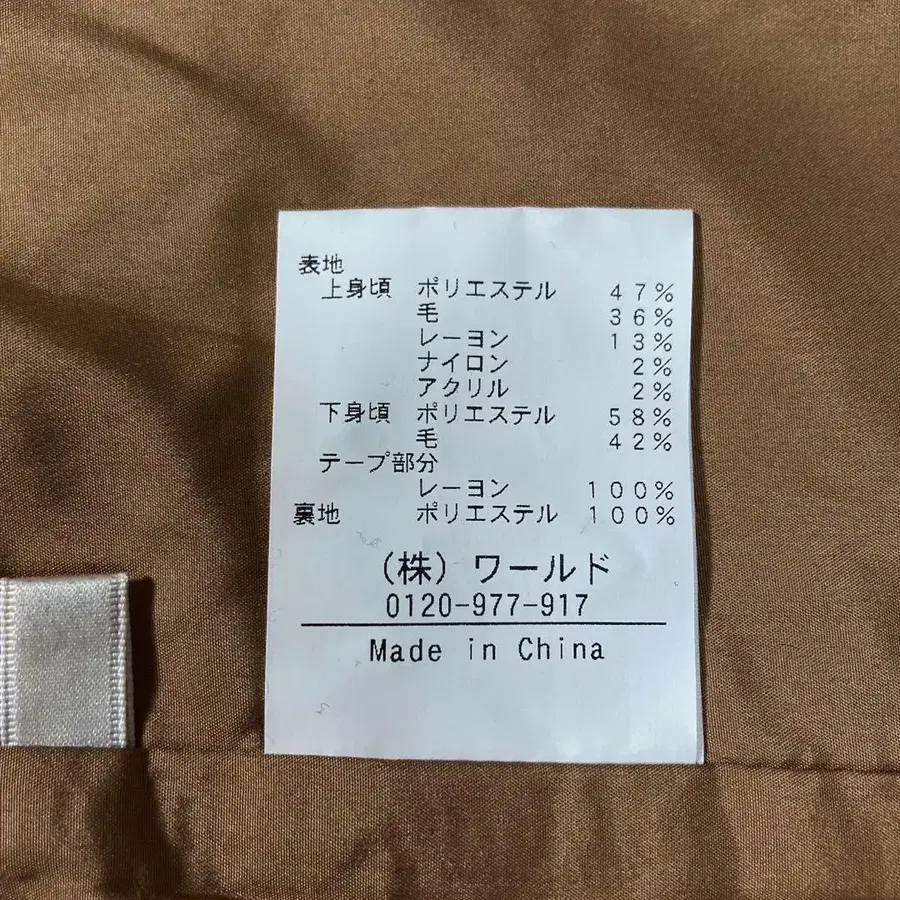 表地
上身頃 ポリエステル 47%
毛 36%
レーヨン 13%
ナイロン 2%
アクリル 2%
下身頃 ポリエステル 58%
毛 42%
テープ部分
レーヨン 100%
裏地 ポリエステル 100%
(株)ワールド
0120-977-917
Made in China